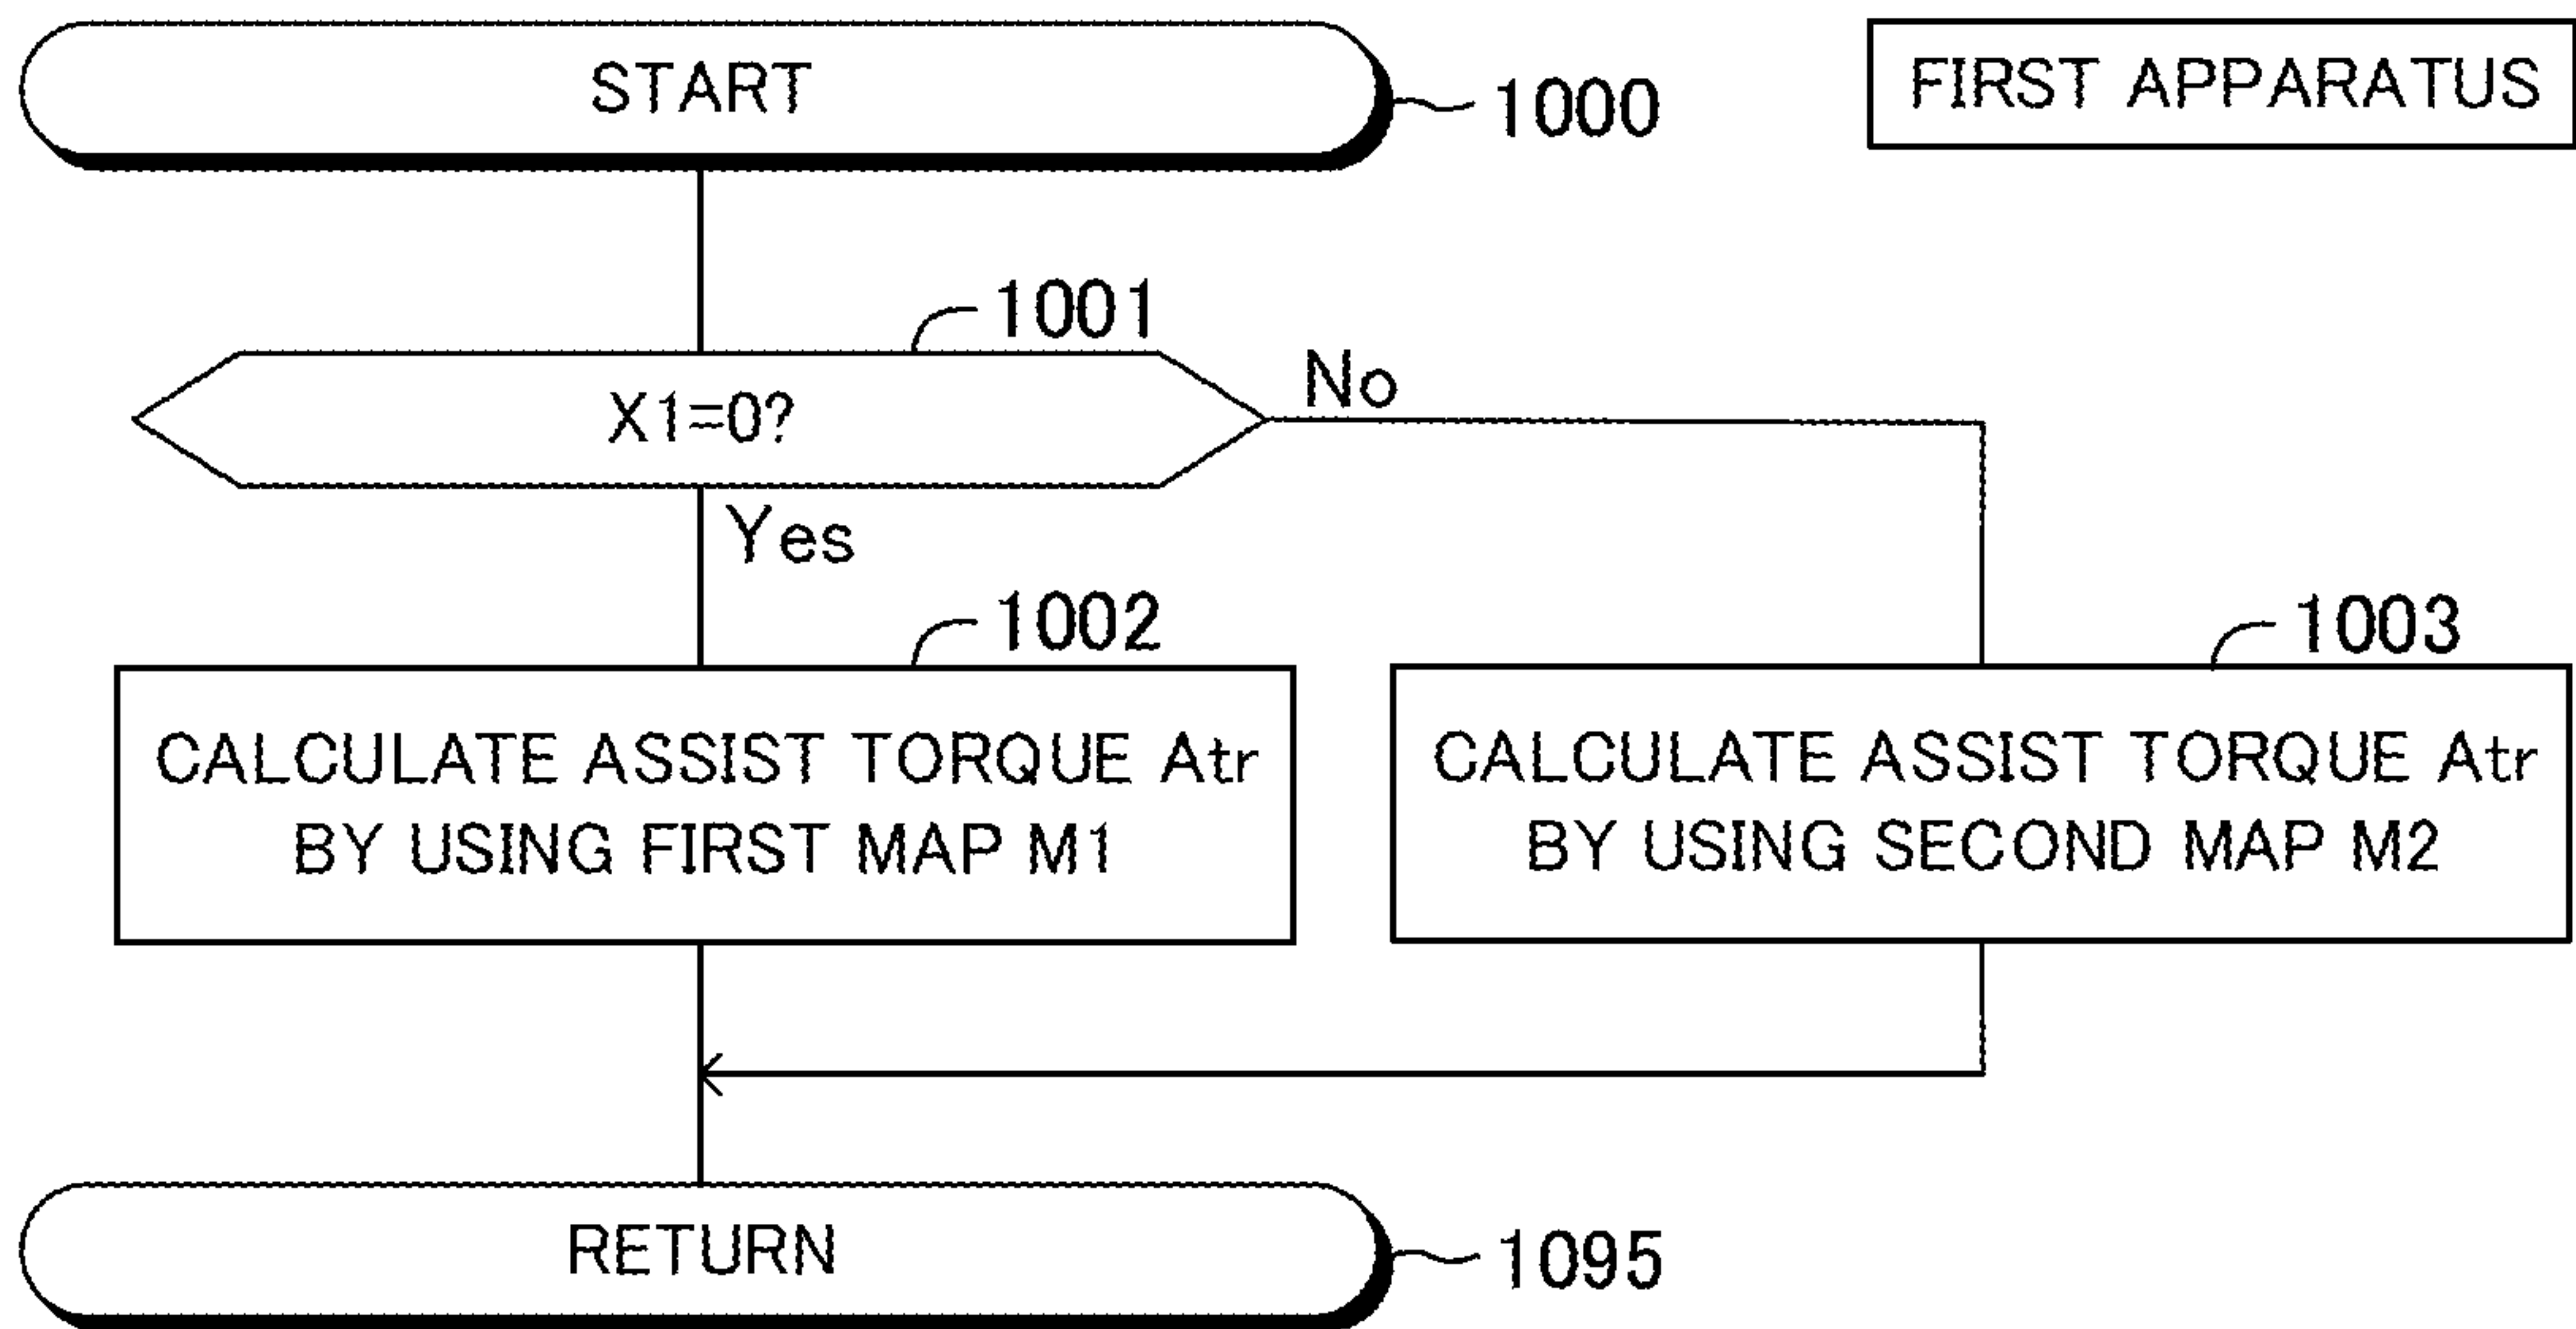 START
1000
FIRST APPARATUS
1001
X1=0?
No
Yes
1002
CALCULATE ASSIST TORQUE Atr
BY USING FIRST MAP M1
1003
CALCULATE ASSIST TORQUE Atr
BY USING SECOND MAP M2
RETURN
1095